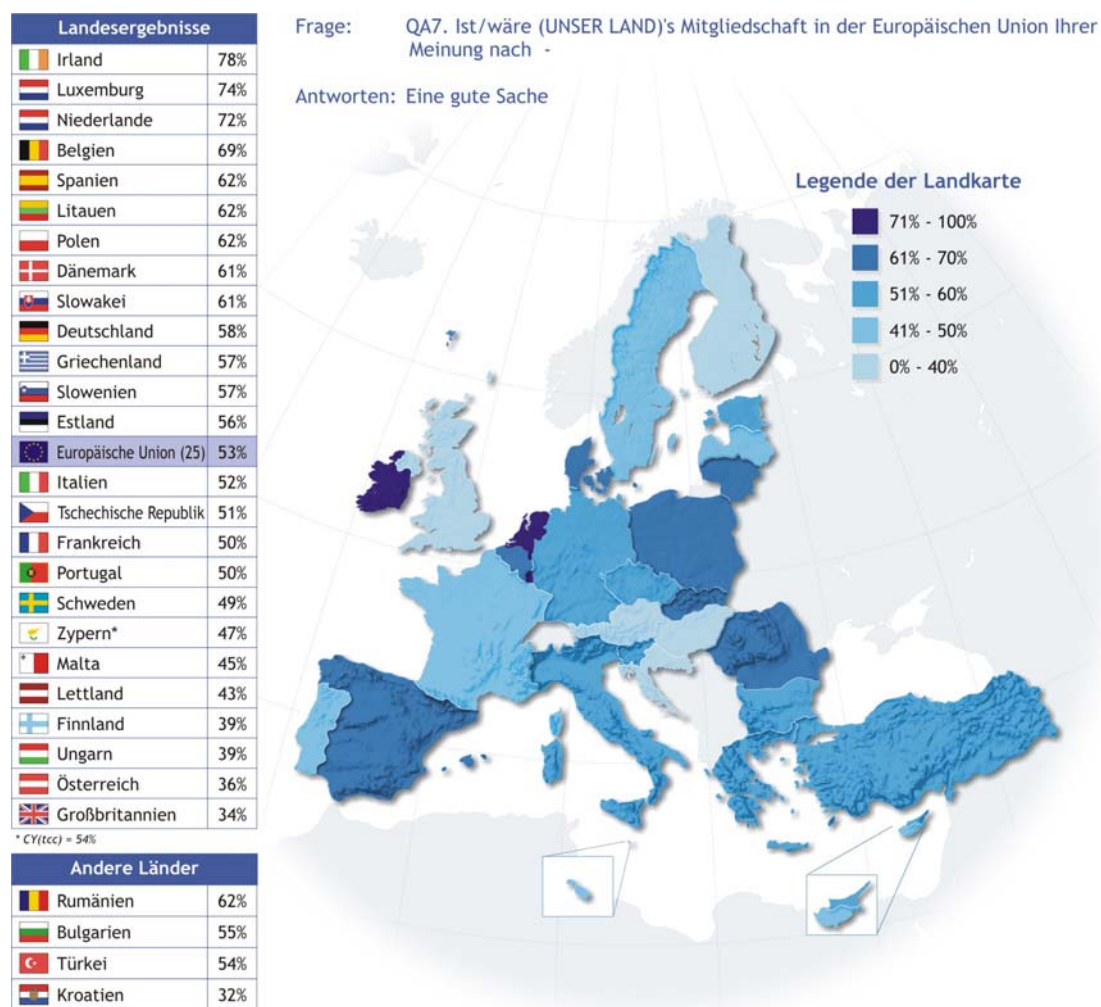 Landesergebnisse
Irland 78%
Luxemburg 74%
Niederlande 72%
Belgien 69%
Spanien 62%
Litauen 62%
Polen 62%
Dänemark 61%
Slowakei 61%
Deutschland 58%
Griechenland 57%
Slowenien 57%
Estland 56%
Europäische Union (25) 53%
Italien 52%
Tschechische Republik 51%
Frankreich 50%
Portugal 50%
Schweden 49%
Zypern* 47%
Malta 45%
Lettland 43%
Finnland 39%
Ungarn 39%
Österreich 36%
Großbritannien 34%
* CY(tcc) = 54%
Andere Länder
Rumänien 62%
Bulgarien 55%
Türkei 54%
Kroatien 32%
Frage: QA7. Ist/wäre (UNSER LAND)'s Mitgliedschaft in der Europäischen Union Ihrer
Meinung nach -
Antworten: Eine gute Sache
Legende der Landkarte
71% - 100%
61% - 70%
51% - 60%
41% - 50%
0% - 40%